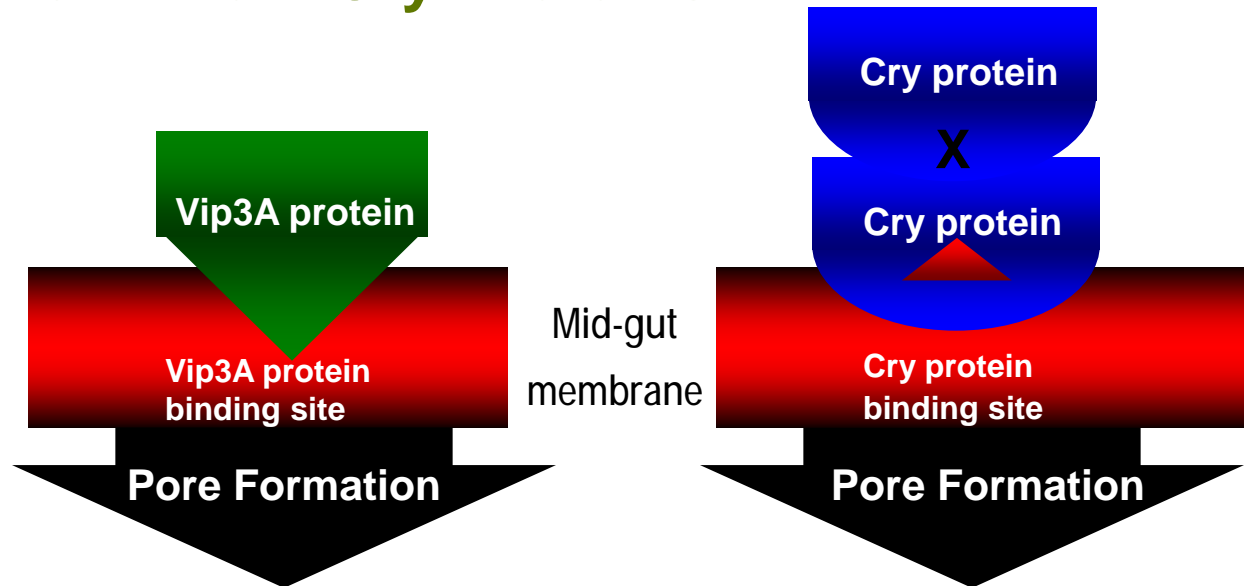 Vip3A protein
Vip3A protein
binding site
Pore Formation
Mid-gut
membrane
Cry protein
X
Cry protein
Cry protein
binding site
Pore Formation